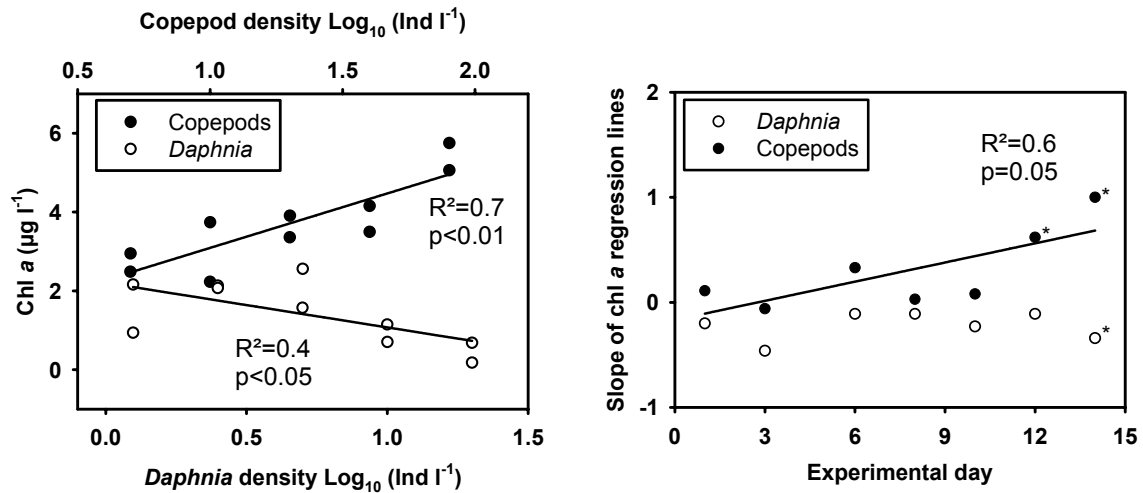 Copepod density Log₁₀ (Ind l⁻¹)
0.5 1.0 1.5 2.0
Copepods
Daphnia
R²=0.7
p<0.01
R²=0.4
p<0.05
Chl a (µg l⁻¹)
6
4
2
0
0.0 0.5 1.0 1.5
Daphnia density Log₁₀ (Ind l⁻¹)
Daphnia
Copepods
R²=0.6
p=0.05
*
*
*
Slope of chl a regression lines
2
1
0
-1
0 3 6 9 12 15
Experimental day